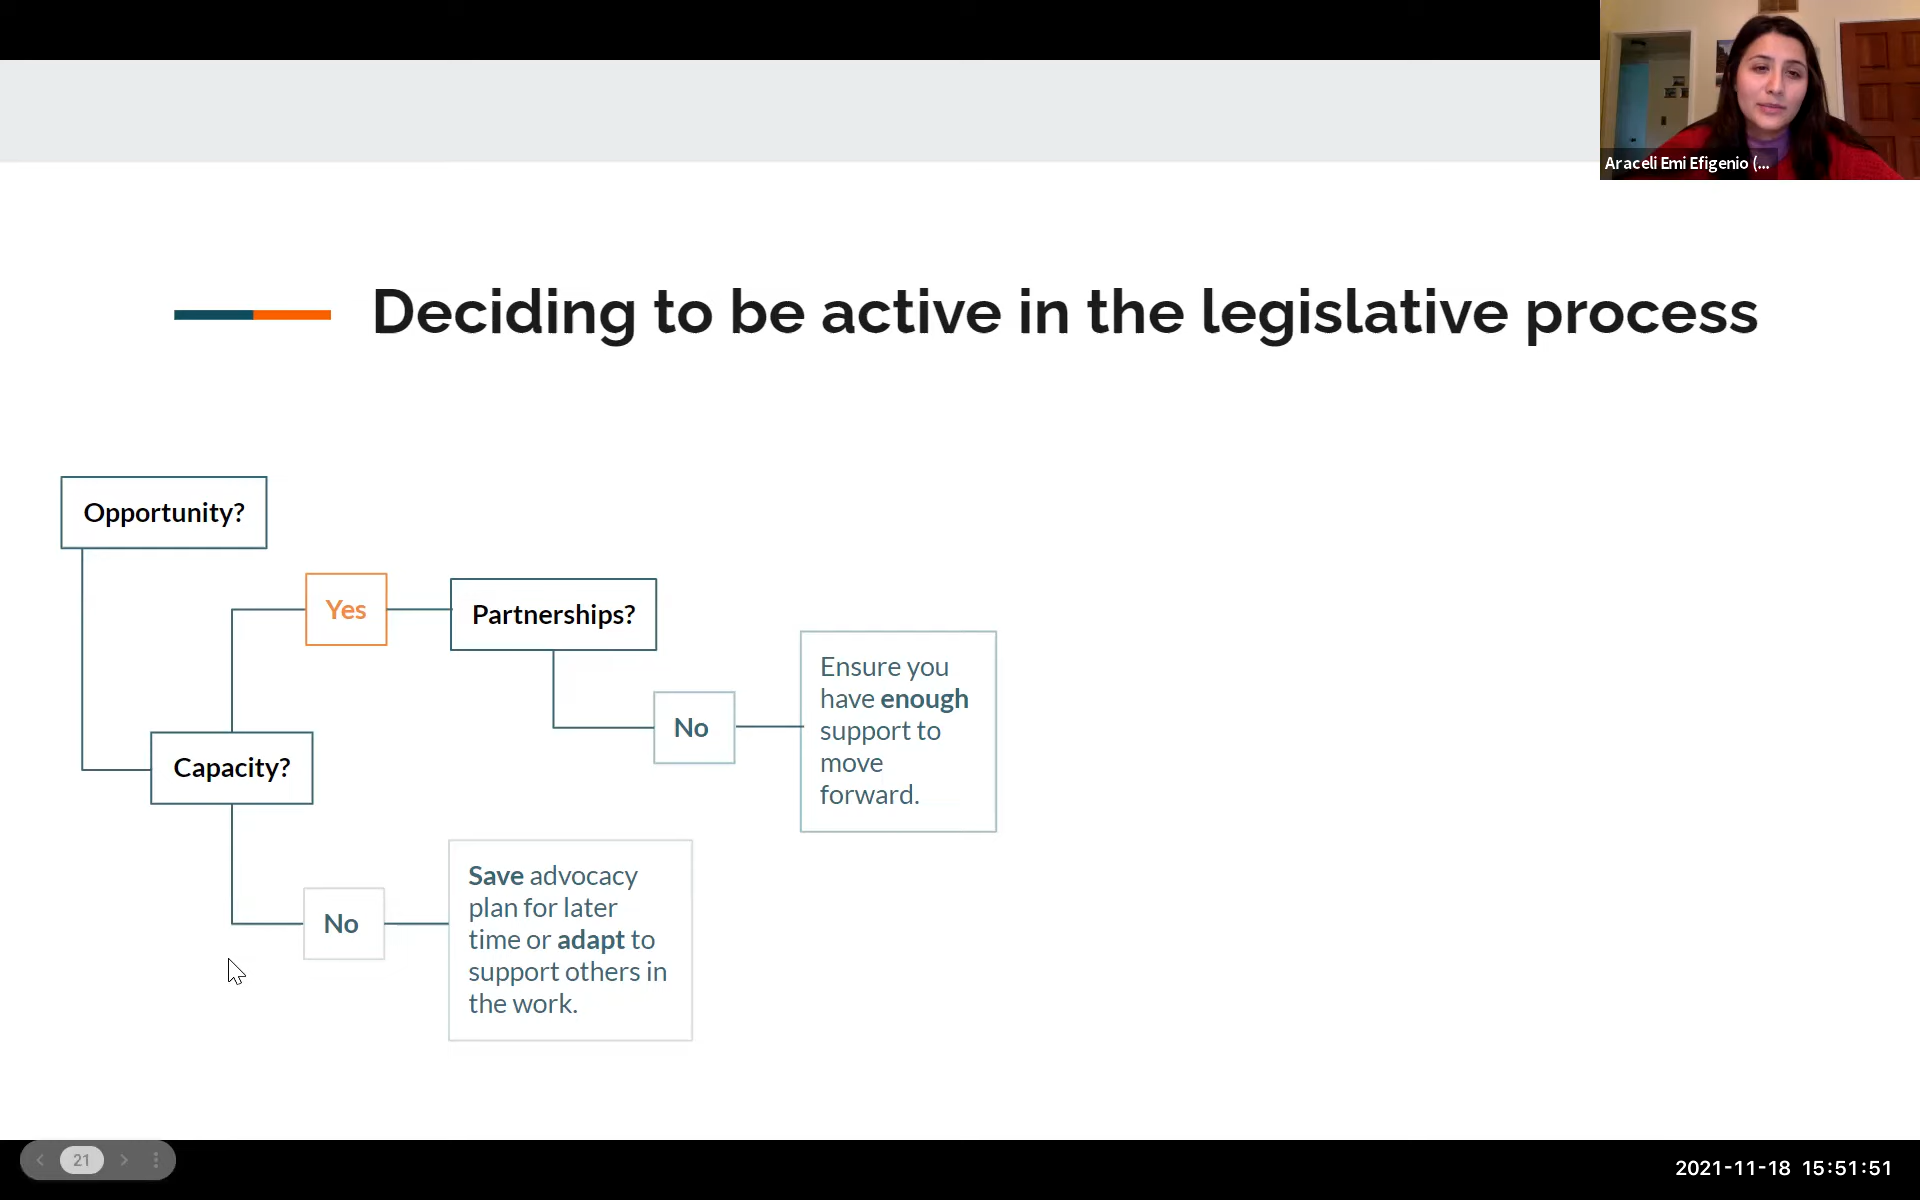 Araceli Emi Efigenio (...
Deciding to be active in the legislative process
Opportunity?
Yes
Partnerships?
Ensure you
have enough
support to
move
forward.
No
Capacity?
Save advocacy
plan for later
time or adapt to
support others in
the work.
No
21
2021-11-18 15:51:51